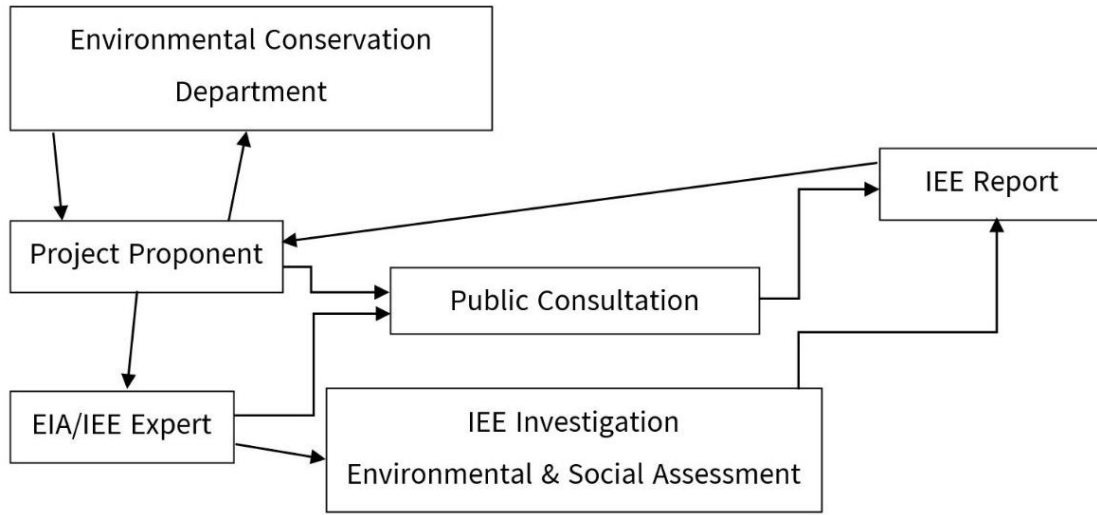 Environmental Conservation
Department
IEE Report
Project Proponent
Public Consultation
EIA/IEE Expert
IEE Investigation
Environmental & Social Assessment